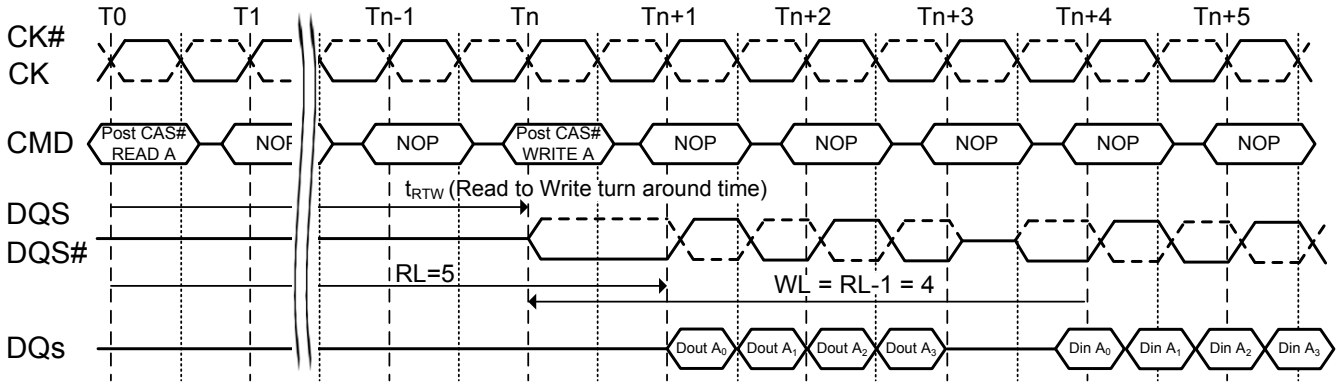 T0 T1 Tn-1 Tn Tn+1 Tn+2 Tn+3 Tn+4 Tn+5
CK#
CK
CMD
Post CAS#
READ A
NOP
NOP
Post CAS#
WRITE A
NOP
NOP
NOP
NOP
NOP
tRTW (Read to Write turn around time)
DQS
DQS#
RL=5
WL = RL-1 = 4
DQs
Dout A0 Dout A1 Dout A2 Dout A3 Din A0 Din A1 Din A2 Din A3